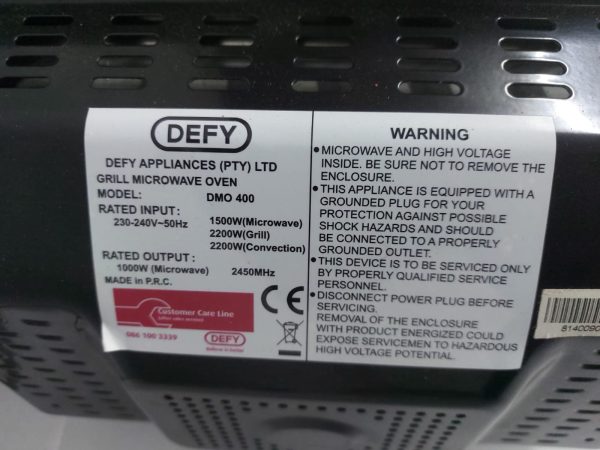 DEFY
DEFY APPLIANCES (PTY) LTD
GRILL MICROWAVE OVEN
MODEL: DMO 400
RATED INPUT:
230-240V~50Hz 1500W(Microwave)
2200W(Grill)
2200W(Convection)
RATED OUTPUT :
1000W (Microwave) 2450MHz
MADE IN P.R.C.
Customer Care Line
after sales service
086 100 3339
DEFY
CE
WARNING
•MICROWAVE AND HIGH VOLTAGE
INSIDE. BE SURE NOT TO REMOVE THE
ENCLOSURE.
•THIS APPLIANCE IS EQUIPPED WITH A
GROUNDED PLUG FOR YOUR
PROTECTION AGAINST POSSIBLE
SHOCK HAZARDS AND SHOULD
BE CONNECTED TO A PROPERLY
GROUNDED OUTLET.
•THIS DEVICE IS TO BE SERVICED ONLY
BY PROPERLY QUALIFIED SERVICE
PERSONNEL.
•DISCONNECT POWER PLUG BEFORE
SERVICING.
REMOVAL OF THE ENCLOSURE
WITH PRODUCT ENERGIZED COULD
EXPOSE SERVICEMEN TO HAZARDOUS
HIGH VOLTAGE POTENTIAL.